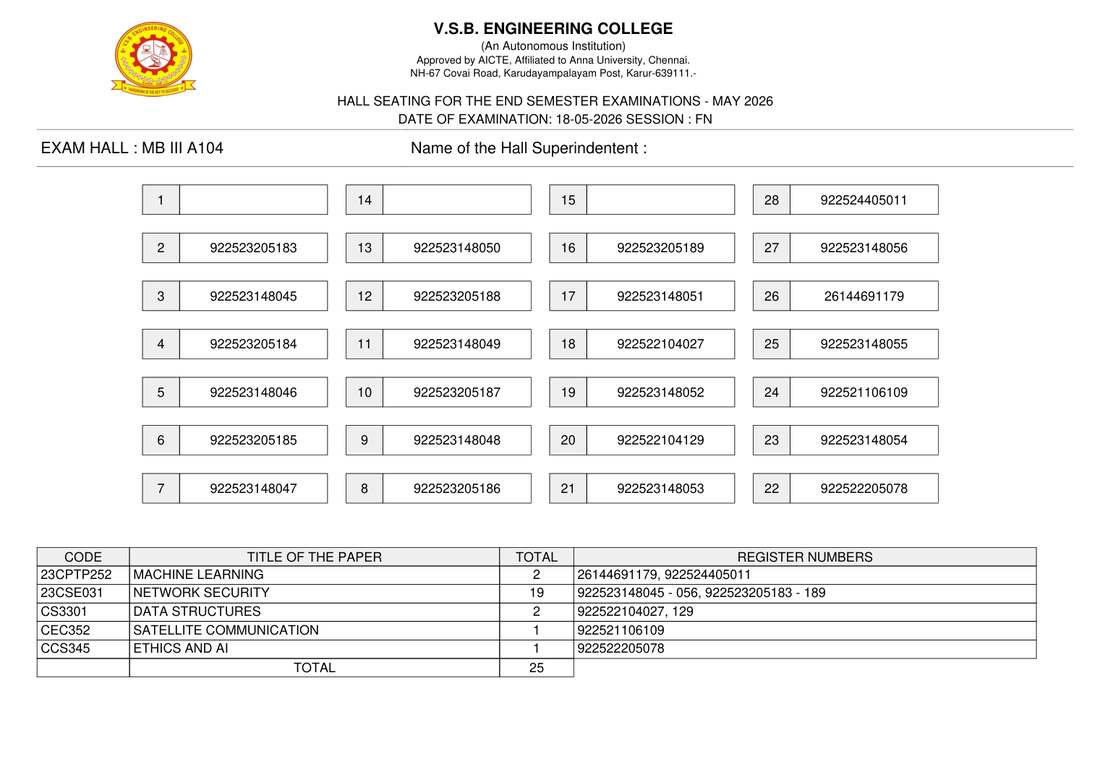 V.S.B. ENGINEERING COLLEGE
(An Autonomous Institution)
Approved by AICTE, Affiliated to Anna University, Chennai.
NH-67 Covai Road, Karudayampalayam Post, Karur-639111.-
HALL SEATING FOR THE END SEMESTER EXAMINATIONS - MAY 2026
DATE OF EXAMINATION: 18-05-2026 SESSION : FN
EXAM HALL : MB III A104 Name of the Hall Superindentent :
1 14 15 28 922524405011
2 922523205183 13 922523148050 16 922523205189 27 922523148056
3 922523148045 12 922523205188 17 922523148051 26 26144691179
4 922523205184 11 922523148049 18 922522104027 25 922523148055
5 922523148046 10 922523205187 19 922523148052 24 922521106109
6 922523205185 9 922523148048 20 922522104129 23 922523148054
7 922523148047 8 922523205186 21 922523148053 22 922522205078
CODE TITLE OF THE PAPER TOTAL REGISTER NUMBERS
23CPTP252 MACHINE LEARNING 2 26144691179, 922524405011
23CSE031 NETWORK SECURITY 19 922523148045 - 056, 922523205183 - 189
CS3301 DATA STRUCTURES 2 922522104027, 129
CEC352 SATELLITE COMMUNICATION 1 922521106109
CCS345 ETHICS AND AI 1 922522205078
TOTAL 25